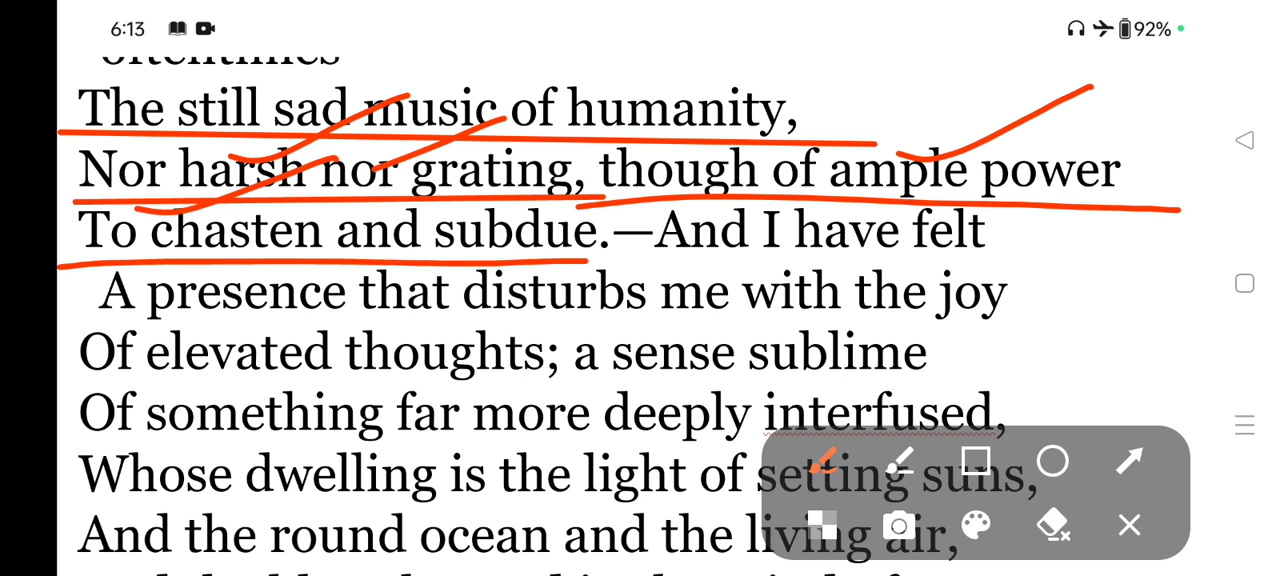 6:13 92%
oftentimes
The still sad music of humanity,
Nor harsh nor grating, though of ample power
To chasten and subdue.—And I have felt
A presence that disturbs me with the joy
Of elevated thoughts; a sense sublime
Of something far more deeply interfused,
Whose dwelling is the light of setting suns,
And the round ocean and the living air,